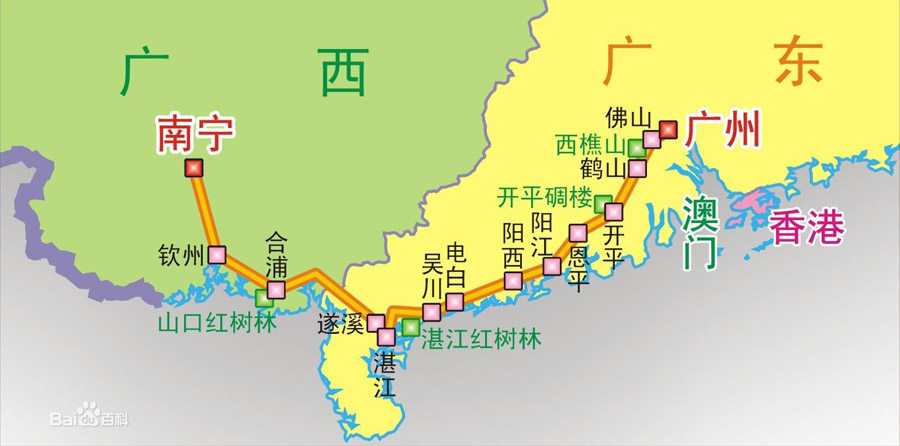 广 西
广 东
南宁
广州
佛山
西樵山
鹤山
开平碉楼
开平
恩平
阳江
阳西
电白
吴川
湛江红树林
湛江
遂溪
合浦
钦州
山口红树林
澳门
香港
Baidu百科